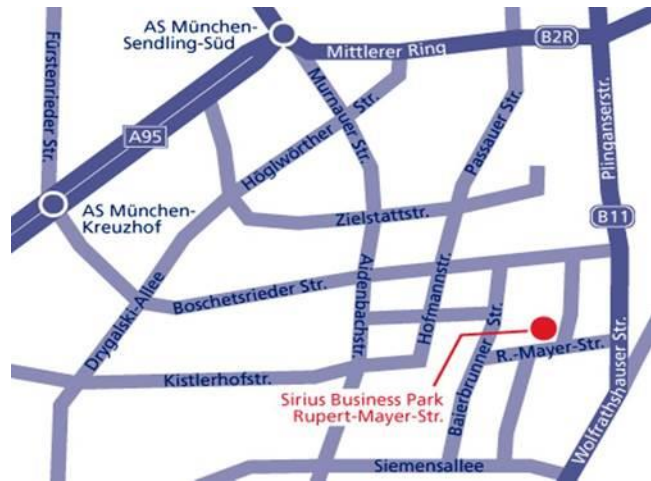 AS München-
Sendling-Süd
Fürstenrieder Str.
Mittlerer Ring
B2R
Murnauer Str.
Passauer Str.
Plinganserstr.
A95
Höglwörther Str.
AS München-
Kreuzhof
Zielstattstr.
B11
Drygalski-Allee
Boschetsrieder Str.
Aidenbachstr.
Hofmannstr.
Baierbrunner Str.
R.-Mayer-Str.
Wolfrathshauser Str.
Kistlerhofstr.
Sirius Business Park
Rupert-Mayer-Str.
Siemensallee